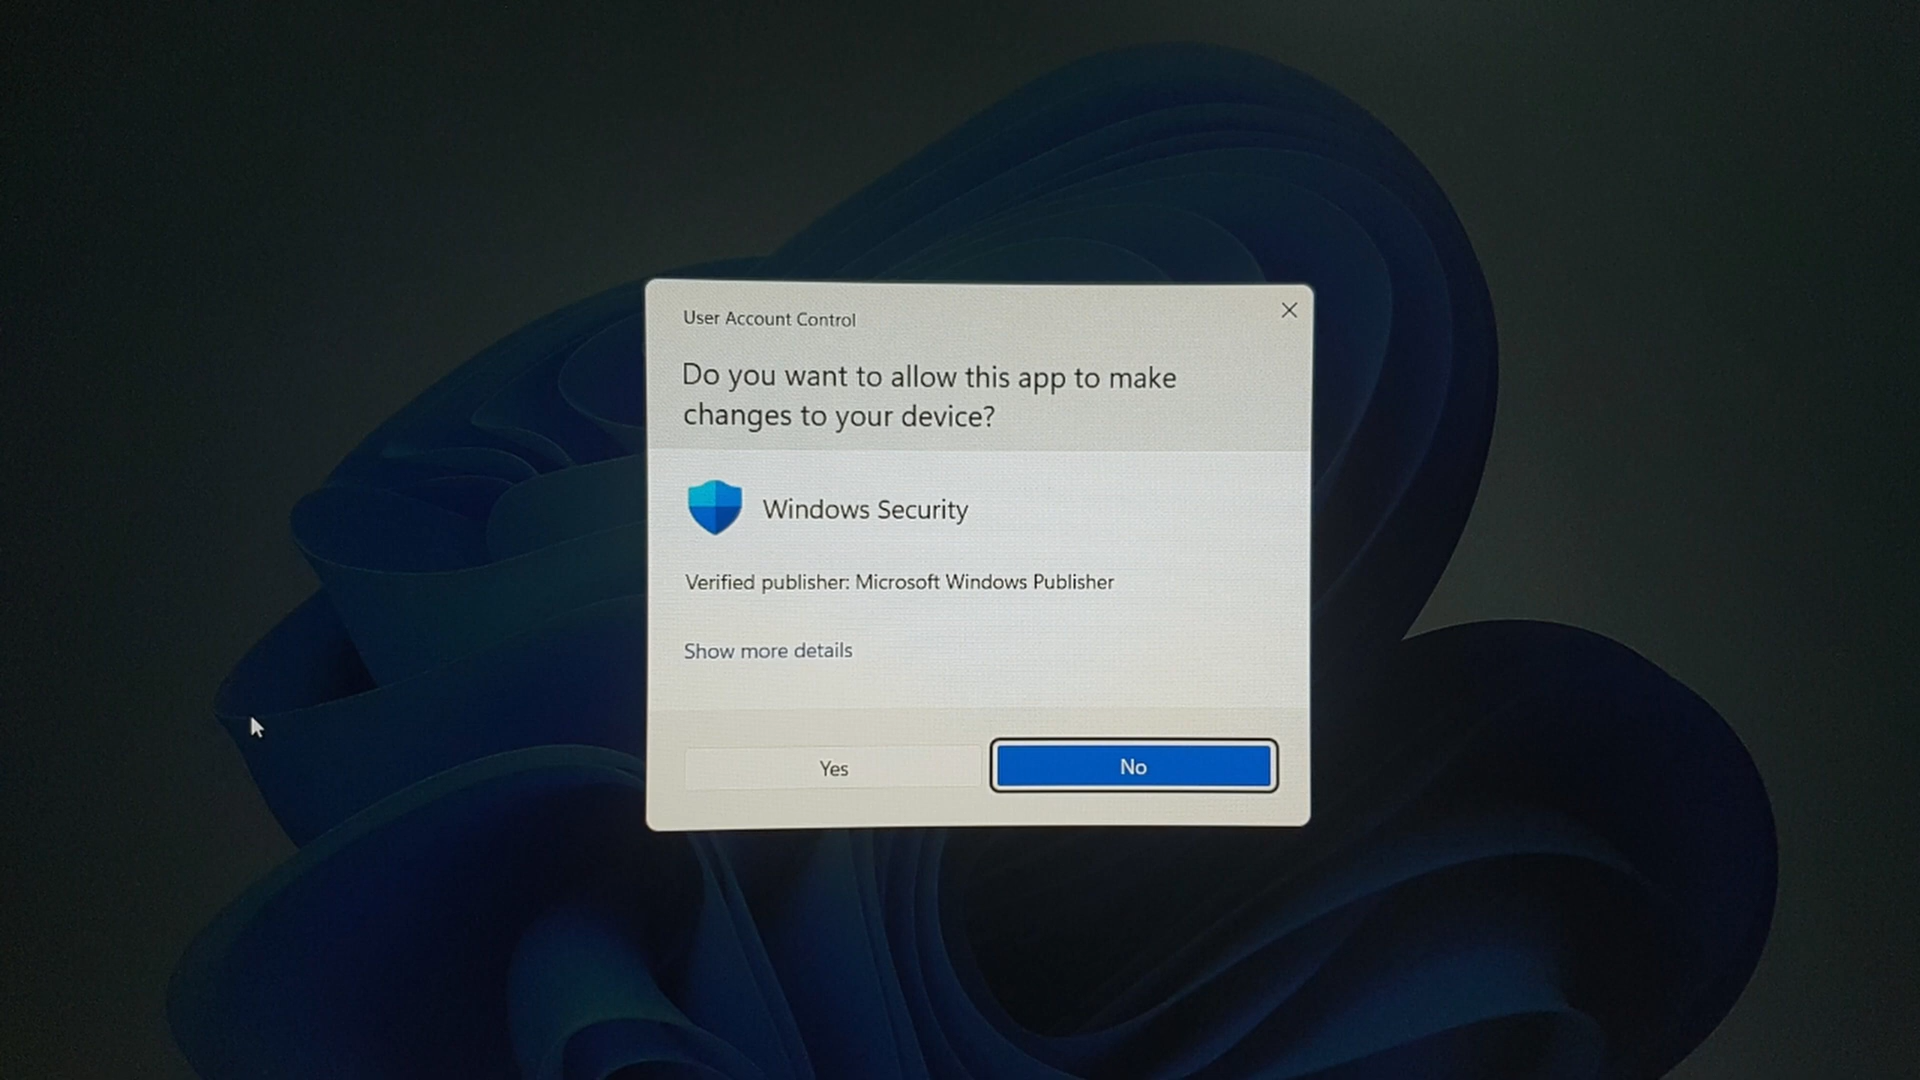 User Account Control
Do you want to allow this app to make
changes to your device?
Windows Security
Verified publisher: Microsoft Windows Publisher
Show more details
Yes
No